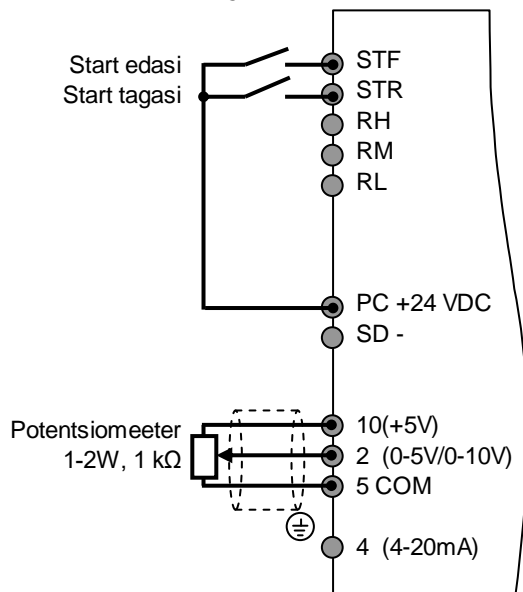 Start edasi
STF
Start tagasi
STR
RH
RM
RL
PC +24 VDC
SD -
Potentsiomeeter
1-2W, 1 kΩ
10(+5V)
2 (0-5V/0-10V)
5 COM
4 (4-20mA)